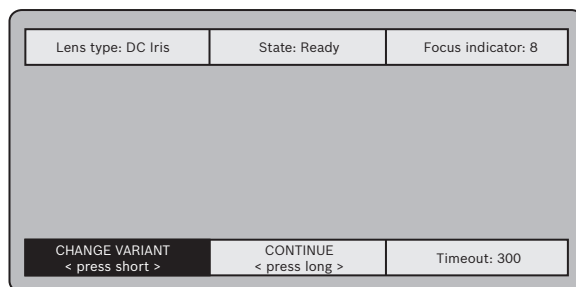 Lens type: DC Iris
State: Ready
Focus indicator: 8
CHANGE VARIANT
< press short >
CONTINUE
< press long >
Timeout: 300